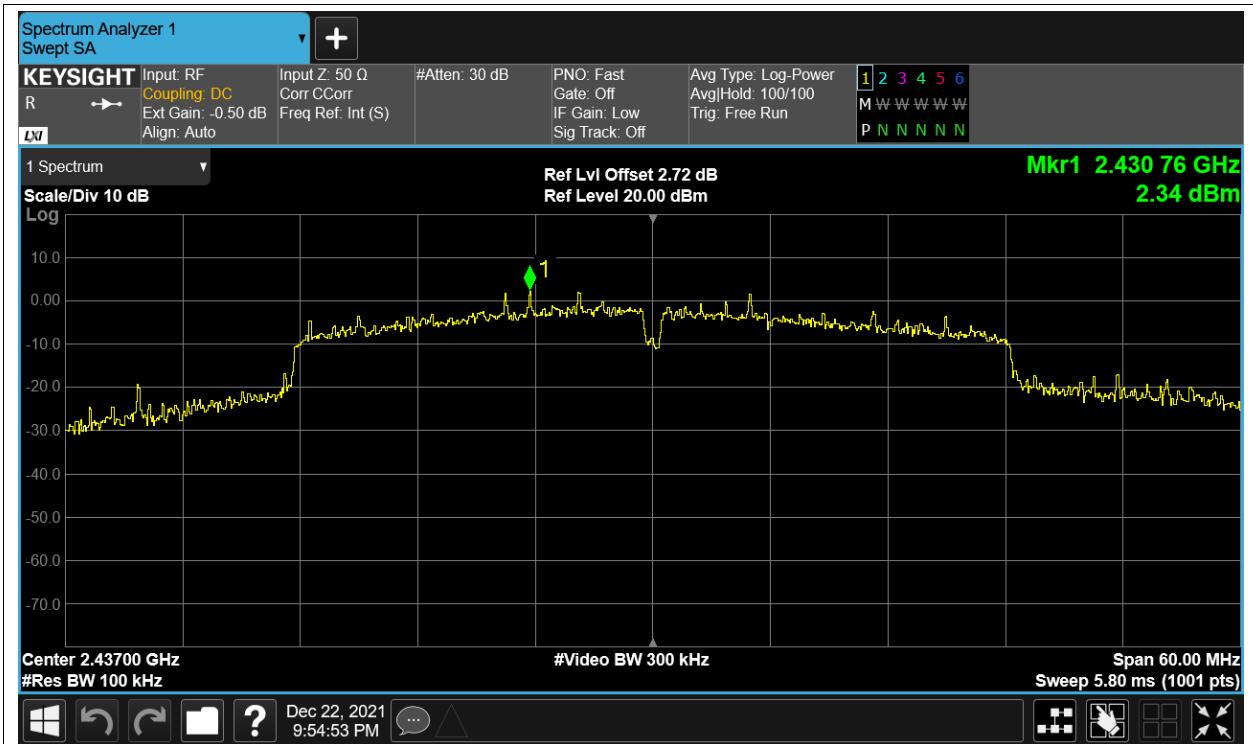 Spectrum Analyzer 1
Swept SA
KEYSIGHT
R
LXI
Input: RF
Coupling: DC
Ext Gain: -0.50 dB
Align: Auto
Input Z: 50 Ω
Corr CCorr
Freq Ref: Int (S)
#Atten: 30 dB
PNO: Fast
Gate: Off
IF Gain: Low
Sig Track: Off
Avg Type: Log-Power
Avg|Hold: 100/100
Trig: Free Run
1 2 3 4 5 6
M W W W W W
P N N N N N
1 Spectrum
Scale/Div 10 dB
Log
Ref Lvl Offset 2.72 dB
Ref Level 20.00 dBm
Mkr1 2.430 76 GHz
2.34 dBm
1
10.0
0.00
-10.0
-20.0
-30.0
-40.0
-50.0
-60.0
-70.0
Center 2.43700 GHz
#Res BW 100 kHz
#Video BW 300 kHz
Span 60.00 MHz
Sweep 5.80 ms (1001 pts)
?
Dec 22, 2021
9:54:53 PM